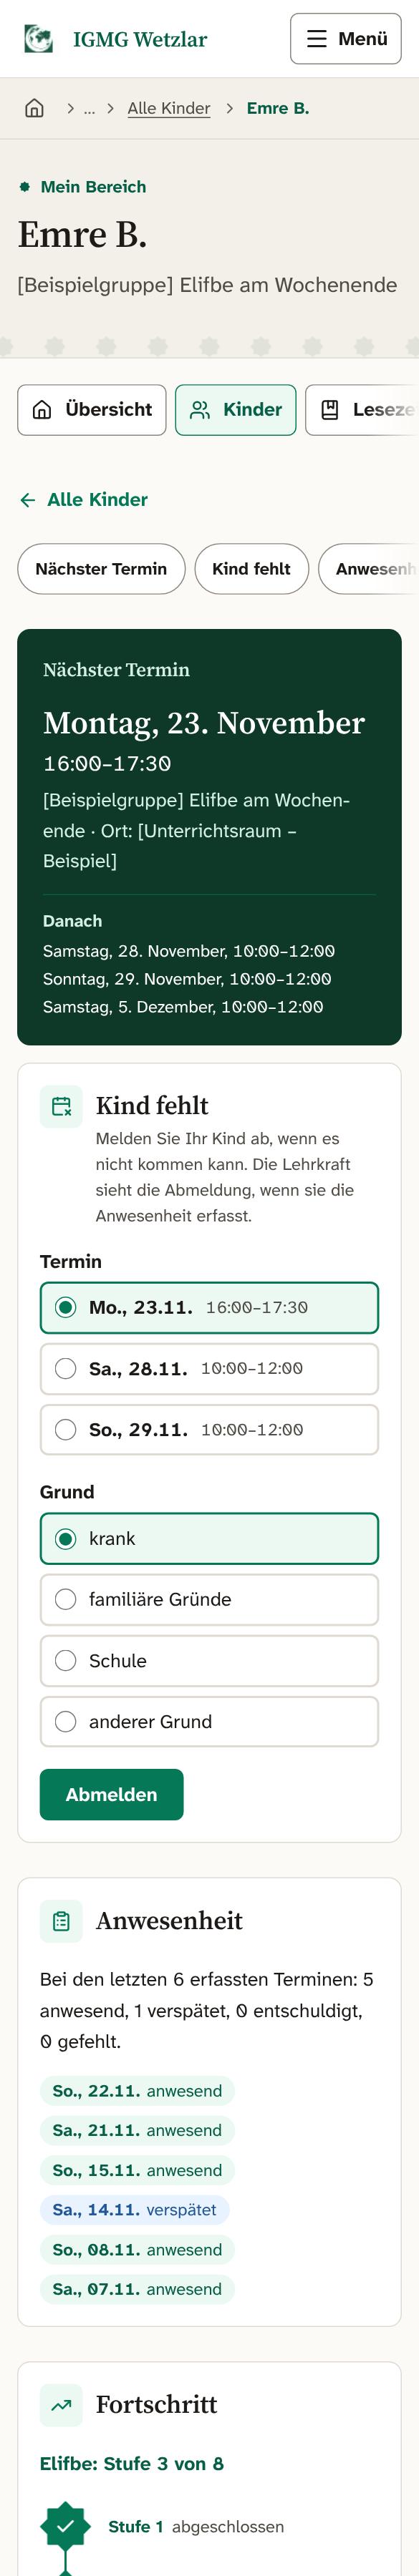 IGMG Wetzlar
Menü
... Alle Kinder Emre B.
Mein Bereich
Emre B.
[Beispielgruppe] Elifbe am Wochenende
Übersicht
Kinder
Leseze
Alle Kinder
Nächster Termin
Kind fehlt
Anwesenh
Nächster Termin
Montag, 23. November
16:00–17:30
[Beispielgruppe] Elifbe am Wochen-
ende · Ort: [Unterrichtsraum –
Beispiel]
Danach
Samstag, 28. November, 10:00–12:00
Sonntag, 29. November, 10:00–12:00
Samstag, 5. Dezember, 10:00–12:00
Kind fehlt
Melden Sie Ihr Kind ab, wenn es
nicht kommen kann. Die Lehrkraft
sieht die Abmeldung, wenn sie die
Anwesenheit erfasst.
Termin
Mo., 23.11. 16:00–17:30
Sa., 28.11. 10:00–12:00
So., 29.11. 10:00–12:00
Grund
krank
familiäre Gründe
Schule
anderer Grund
Abmelden
Anwesenheit
Bei den letzten 6 erfassten Terminen: 5
anwesend, 1 verspätet, 0 entschuldigt,
0 gefehlt.
So., 22.11. anwesend
Sa., 21.11. anwesend
So., 15.11. anwesend
Sa., 14.11. verspätet
So., 08.11. anwesend
Sa., 07.11. anwesend
Fortschritt
Elifbe: Stufe 3 von 8
Stufe 1 abgeschlossen